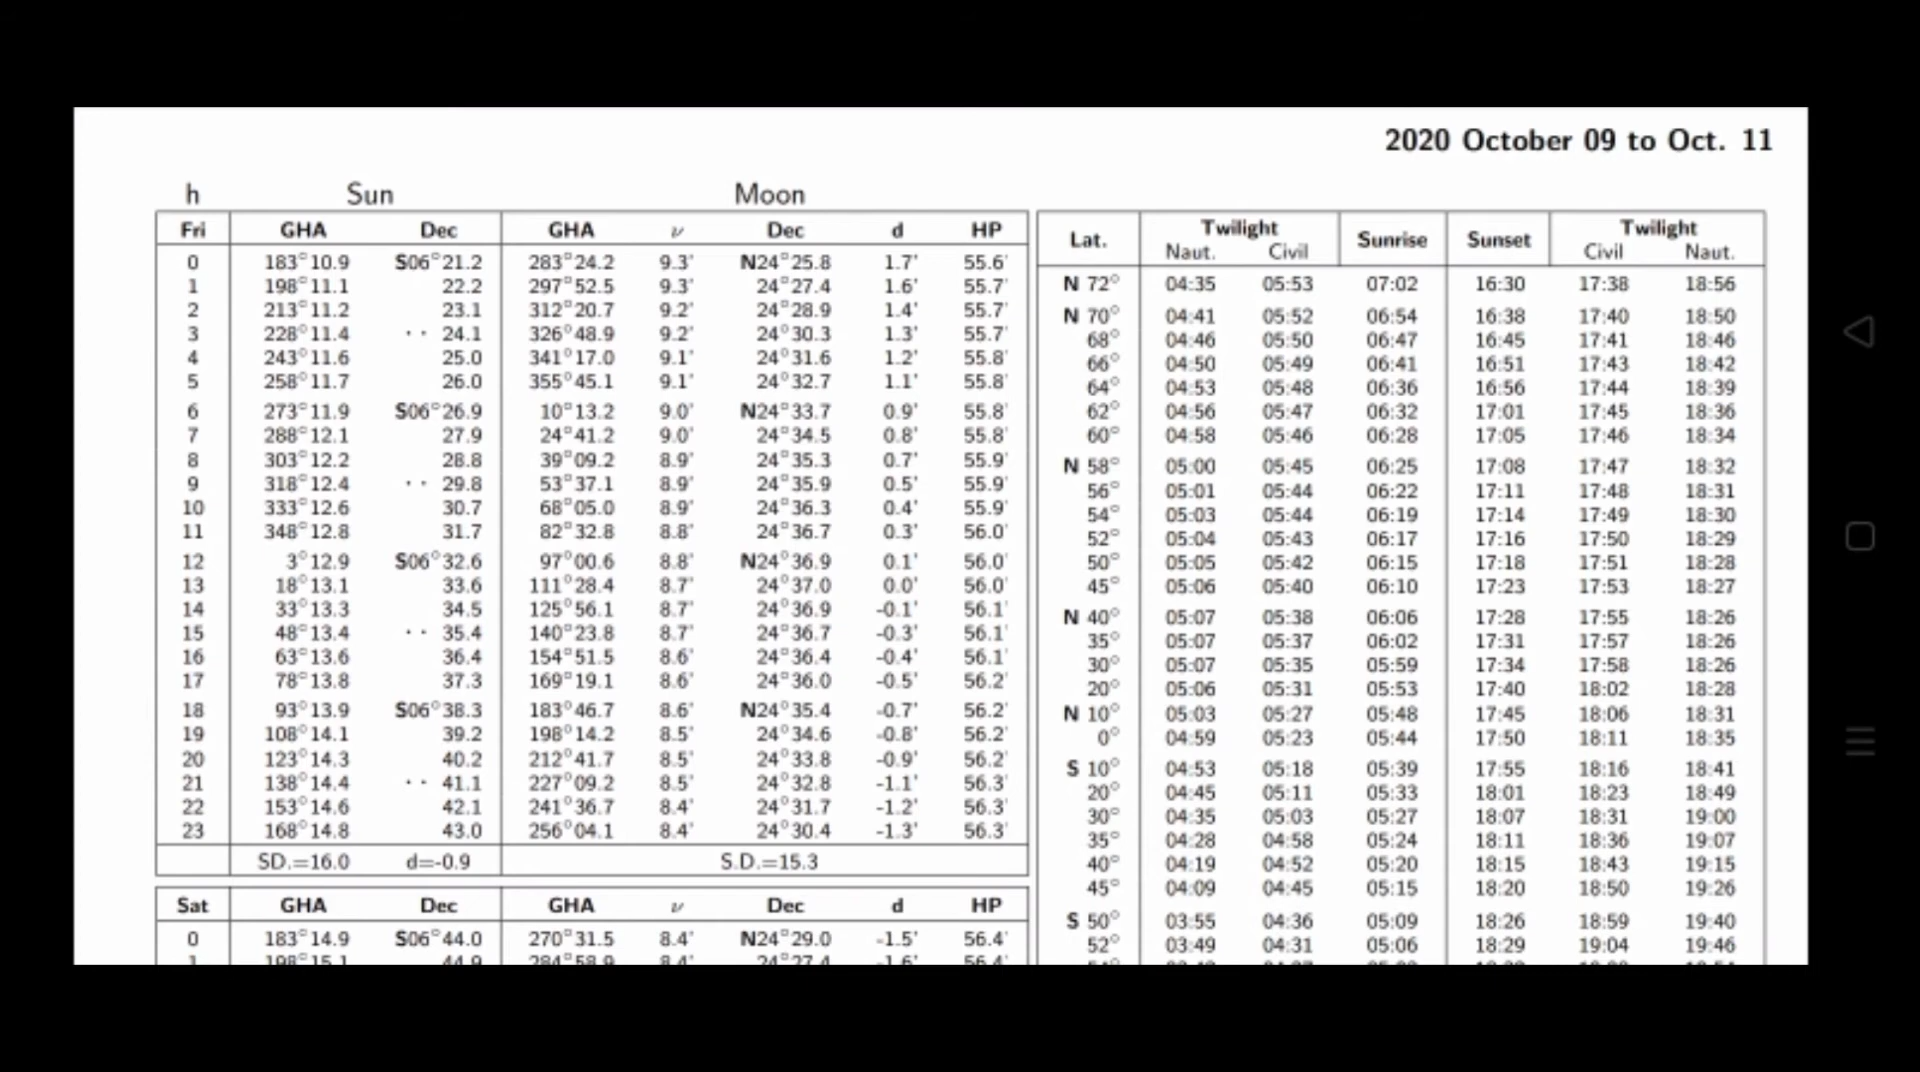 2020 October 09 to Oct. 11
h Sun Moon
Fri GHA Dec GHA ν Dec d HP
0 183°10.9 S06°21.2 283°24.2 9.3' N24°25.8 1.7' 55.6'
1 198°11.1 22.2 297°52.5 9.3' 24°27.4 1.6' 55.7'
2 213°11.2 23.1 312°20.7 9.2' 24°28.9 1.4' 55.7'
3 228°11.4 ·· 24.1 326°48.9 9.2' 24°30.3 1.3' 55.7'
4 243°11.6 25.0 341°17.0 9.1' 24°31.6 1.2' 55.8'
5 258°11.7 26.0 355°45.1 9.1' 24°32.7 1.1' 55.8'
6 273°11.9 S06°26.9 10°13.2 9.0' N24°33.7 0.9' 55.8'
7 288°12.1 27.9 24°41.2 9.0' 24°34.5 0.8' 55.8'
8 303°12.2 28.8 39°09.2 8.9' 24°35.3 0.7' 55.9'
9 318°12.4 ·· 29.8 53°37.1 8.9' 24°35.9 0.5' 55.9'
10 333°12.6 30.7 68°05.0 8.9' 24°36.3 0.4' 55.9'
11 348°12.8 31.7 82°32.8 8.8' 24°36.7 0.3' 56.0'
12 3°12.9 S06°32.6 97°00.6 8.8' N24°36.9 0.1' 56.0'
13 18°13.1 33.6 111°28.4 8.7' 24°37.0 0.0' 56.0'
14 33°13.3 34.5 125°56.1 8.7' 24°36.9 -0.1' 56.1'
15 48°13.4 ·· 35.4 140°23.8 8.7' 24°36.7 -0.3' 56.1'
16 63°13.6 36.4 154°51.5 8.6' 24°36.4 -0.4' 56.1'
17 78°13.8 37.3 169°19.1 8.6' 24°36.0 -0.5' 56.2'
18 93°13.9 S06°38.3 183°46.7 8.6' N24°35.4 -0.7' 56.2'
19 108°14.1 39.2 198°14.2 8.5' 24°34.6 -0.8' 56.2'
20 123°14.3 40.2 212°41.7 8.5' 24°33.8 -0.9' 56.2'
21 138°14.4 ·· 41.1 227°09.2 8.5' 24°32.8 -1.1' 56.3'
22 153°14.6 42.1 241°36.7 8.4' 24°31.7 -1.2' 56.3'
23 168°14.8 43.0 256°04.1 8.4' 24°30.4 -1.3' 56.3'
SD.=16.0 d=-0.9 S.D.=15.3
Sat GHA Dec GHA ν Dec d HP
0 183°14.9 S06°44.0 270°31.5 8.4' N24°29.0 -1.5' 56.4'
1 198°15.1 44.9 284°58.9 8.4' 24°27.4 -1.6' 56.4'
Twilight Twilight
Lat. Sunrise Sunset
Naut. Civil Civil Naut.
N 72° 04:35 05:53 07:02 16:30 17:38 18:56
N 70° 04:41 05:52 06:54 16:38 17:40 18:50
68° 04:46 05:50 06:47 16:45 17:41 18:46
66° 04:50 05:49 06:41 16:51 17:43 18:42
64° 04:53 05:48 06:36 16:56 17:44 18:39
62° 04:56 05:47 06:32 17:01 17:45 18:36
60° 04:58 05:46 06:28 17:05 17:46 18:34
N 58° 05:00 05:45 06:25 17:08 17:47 18:32
56° 05:01 05:44 06:22 17:11 17:48 18:31
54° 05:03 05:44 06:19 17:14 17:49 18:30
52° 05:04 05:43 06:17 17:16 17:50 18:29
50° 05:05 05:42 06:15 17:18 17:51 18:28
45° 05:06 05:40 06:10 17:23 17:53 18:27
N 40° 05:07 05:38 06:06 17:28 17:55 18:26
35° 05:07 05:37 06:02 17:31 17:57 18:26
30° 05:07 05:35 05:59 17:34 17:58 18:26
20° 05:06 05:31 05:53 17:40 18:02 18:28
N 10° 05:03 05:27 05:48 17:45 18:06 18:31
0° 04:59 05:23 05:44 17:50 18:11 18:35
S 10° 04:53 05:18 05:39 17:55 18:16 18:41
20° 04:45 05:11 05:33 18:01 18:23 18:49
30° 04:35 05:03 05:27 18:07 18:31 19:00
35° 04:28 04:58 05:24 18:11 18:36 19:07
40° 04:19 04:52 05:20 18:15 18:43 19:15
45° 04:09 04:45 05:15 18:20 18:50 19:26
S 50° 03:55 04:36 05:09 18:26 18:59 19:40
52° 03:49 04:31 05:06 18:29 19:04 19:46